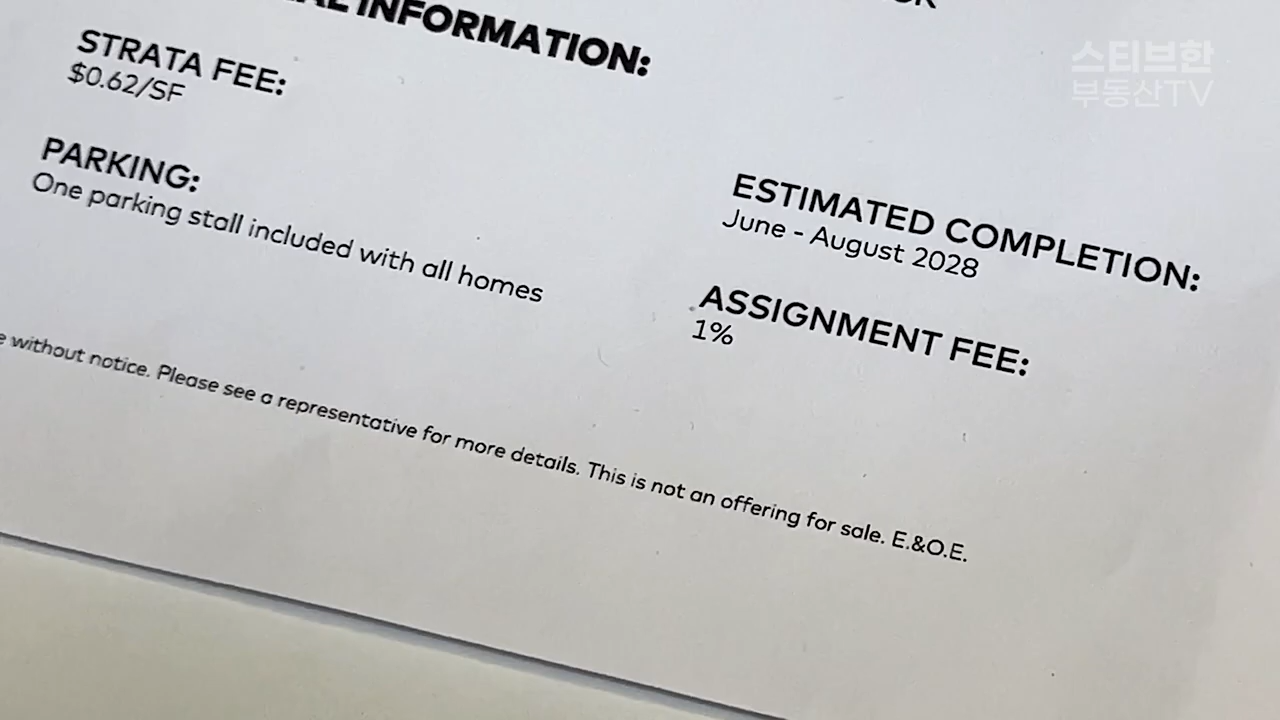 INFORMATION:
STRATA FEE:
$0.62/SF
PARKING:
One parking stall included with all homes
ESTIMATED COMPLETION:
June - August 2028
ASSIGNMENT FEE:
1%
without notice. Please see a representative for more details. This is not an offering for sale. E.&O.E.
스티브한
부동산TV